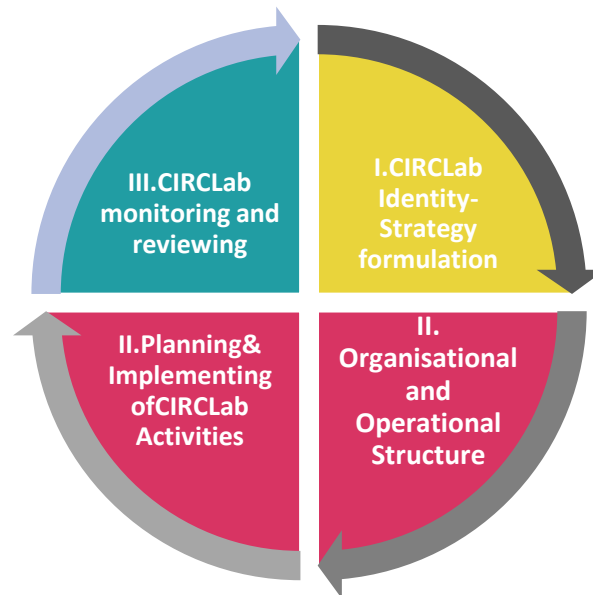 III.CIRCLab
monitoring and
reviewing
I.CIRCLab
Identity-
Strategy
formulation
II.Planning&
Implementing
ofCIRCLab
Activities
II.
Organisational
and
Operational
Structure